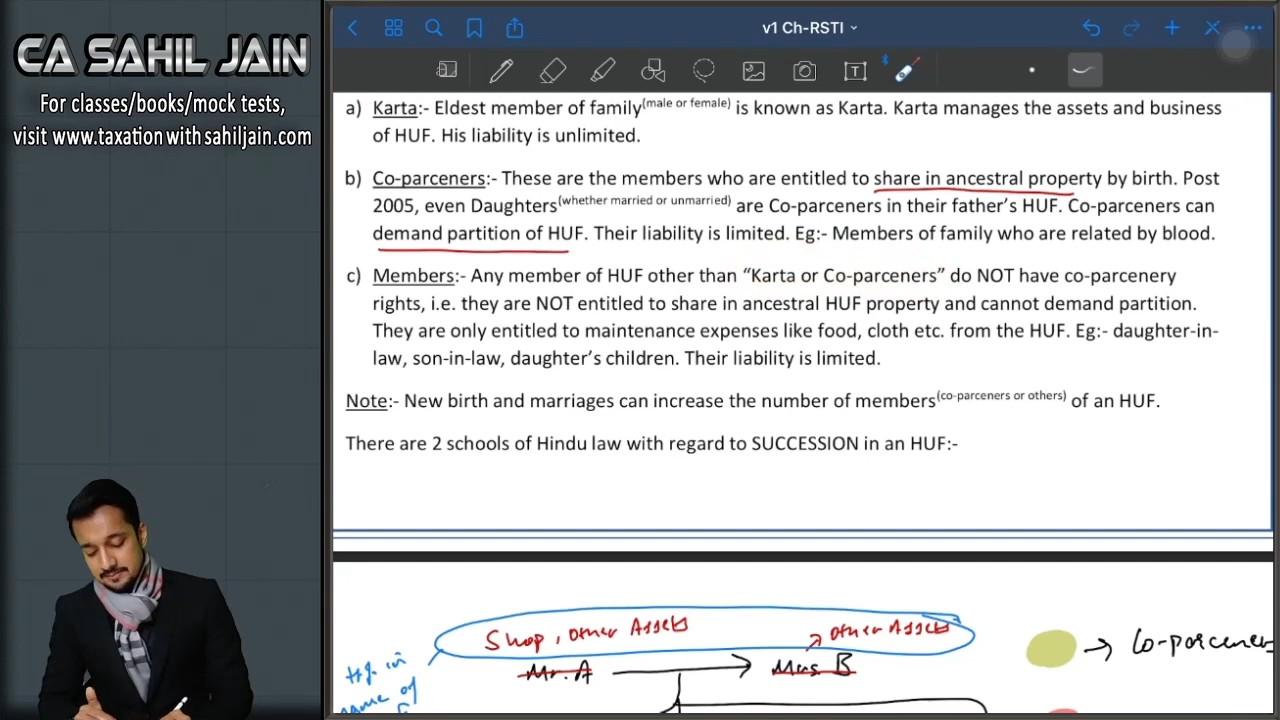 CA SAHIL JAIN
For classes/books/mock tests,
visit www.taxationwithsahiljain.com
v1 Ch-RSTI
a) Karta:- Eldest member of family(male or female) is known as Karta. Karta manages the assets and business
of HUF. His liability is unlimited.
b) Co-parceners:- These are the members who are entitled to share in ancestral property by birth. Post
2005, even Daughters(whether married or unmarried) are Co-parceners in their father's HUF. Co-parceners can
demand partition of HUF. Their liability is limited. Eg:- Members of family who are related by blood.
c) Members:- Any member of HUF other than "Karta or Co-parceners" do NOT have co-parcenery
rights, i.e. they are NOT entitled to share in ancestral HUF property and cannot demand partition.
They are only entitled to maintenance expenses like food, cloth etc. from the HUF. Eg:- daughter-in-
law, son-in-law, daughter's children. Their liability is limited.
Note:- New birth and marriages can increase the number of members(co-parceners or others) of an HUF.
There are 2 schools of Hindu law with regard to SUCCESSION in an HUF:-
Shop, Other Assets
Other Assets
Mr. A
Mrs. B
Co-parceners
in
name of